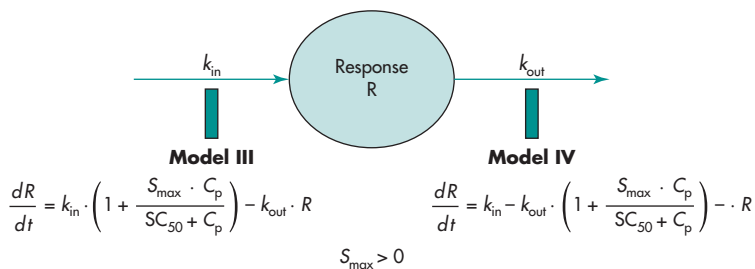 k_in
Response
R
k_out
Model III
Model IV
dR/dt = k_in · (1 + (S_max · C_p)/(SC_50 + C_p)) – k_out · R
dR/dt = k_in – k_out · (1 + (S_max · C_p)/(SC_50 + C_p)) – · R
S_max > 0